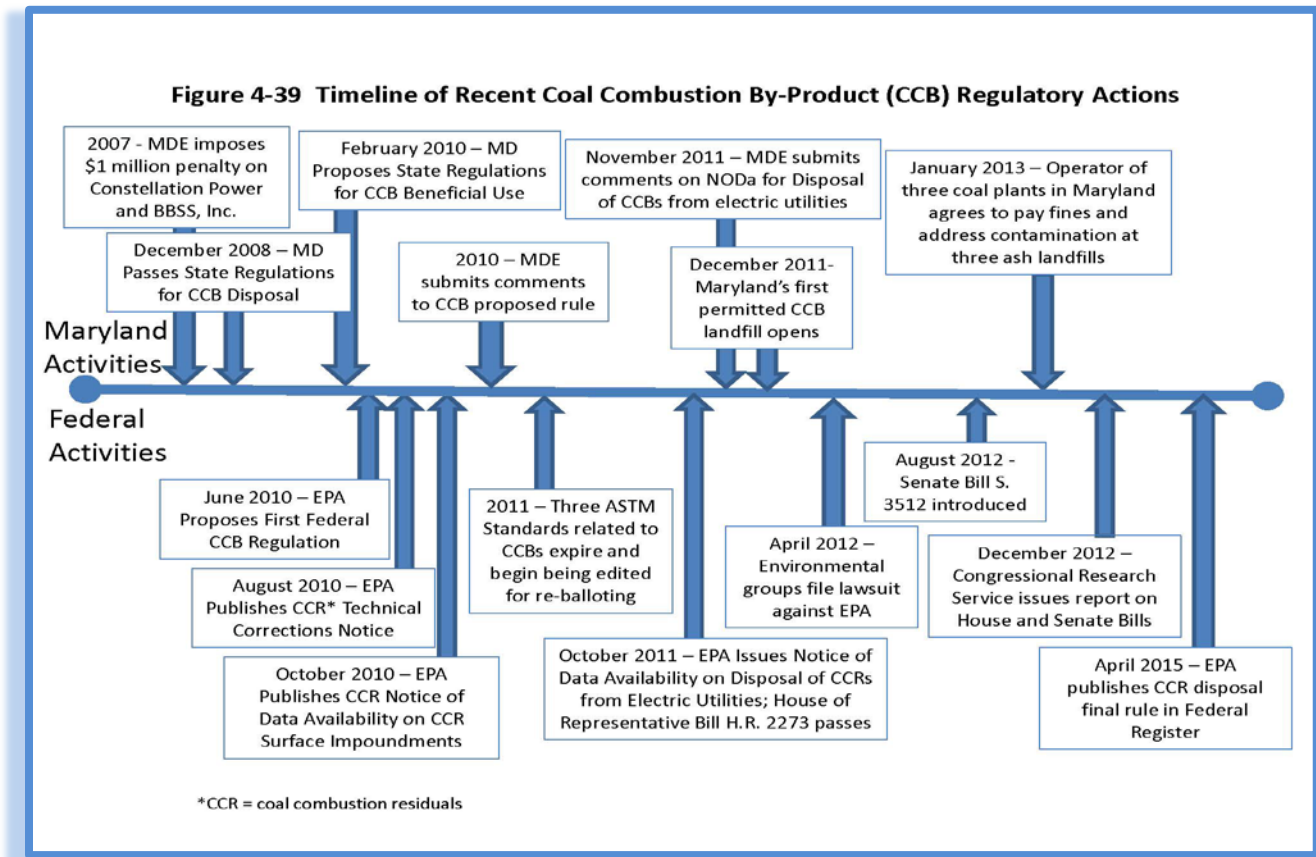 Figure 4-39 Timeline of Recent Coal Combustion By-Product (CCB) Regulatory Actions
2007 - MDE imposes
$1 million penalty on
Constellation Power
and BBSS, Inc.
December 2008 – MD
Passes State Regulations
for CCB Disposal
February 2010 – MD
Proposes State Regulations
for CCB Beneficial Use
2010 – MDE
submits comments
to CCB proposed rule
November 2011 – MDE submits
comments on NODa for Disposal
of CCBs from electric utilities
December 2011-
Maryland's first
permitted CCB
landfill opens
January 2013 – Operator of
three coal plants in Maryland
agrees to pay fines and
address contamination at
three ash landfills
Maryland
Activities
Federal
Activities
June 2010 – EPA
Proposes First Federal
CCB Regulation
August 2010 – EPA
Publishes CCR* Technical
Corrections Notice
October 2010 – EPA
Publishes CCR Notice of
Data Availability on CCR
Surface Impoundments
2011 – Three ASTM
Standards related to
CCBs expire and
begin being edited
for re-balloting
October 2011 – EPA Issues Notice of
Data Availability on Disposal of CCRs
from Electric Utilities; House of
Representative Bill H.R. 2273 passes
April 2012 –
Environmental
groups file lawsuit
against EPA
August 2012 -
Senate Bill S.
3512 introduced
December 2012 –
Congressional Research
Service issues report on
House and Senate Bills
April 2015 – EPA
publishes CCR disposal
final rule in Federal
Register
*CCR = coal combustion residuals